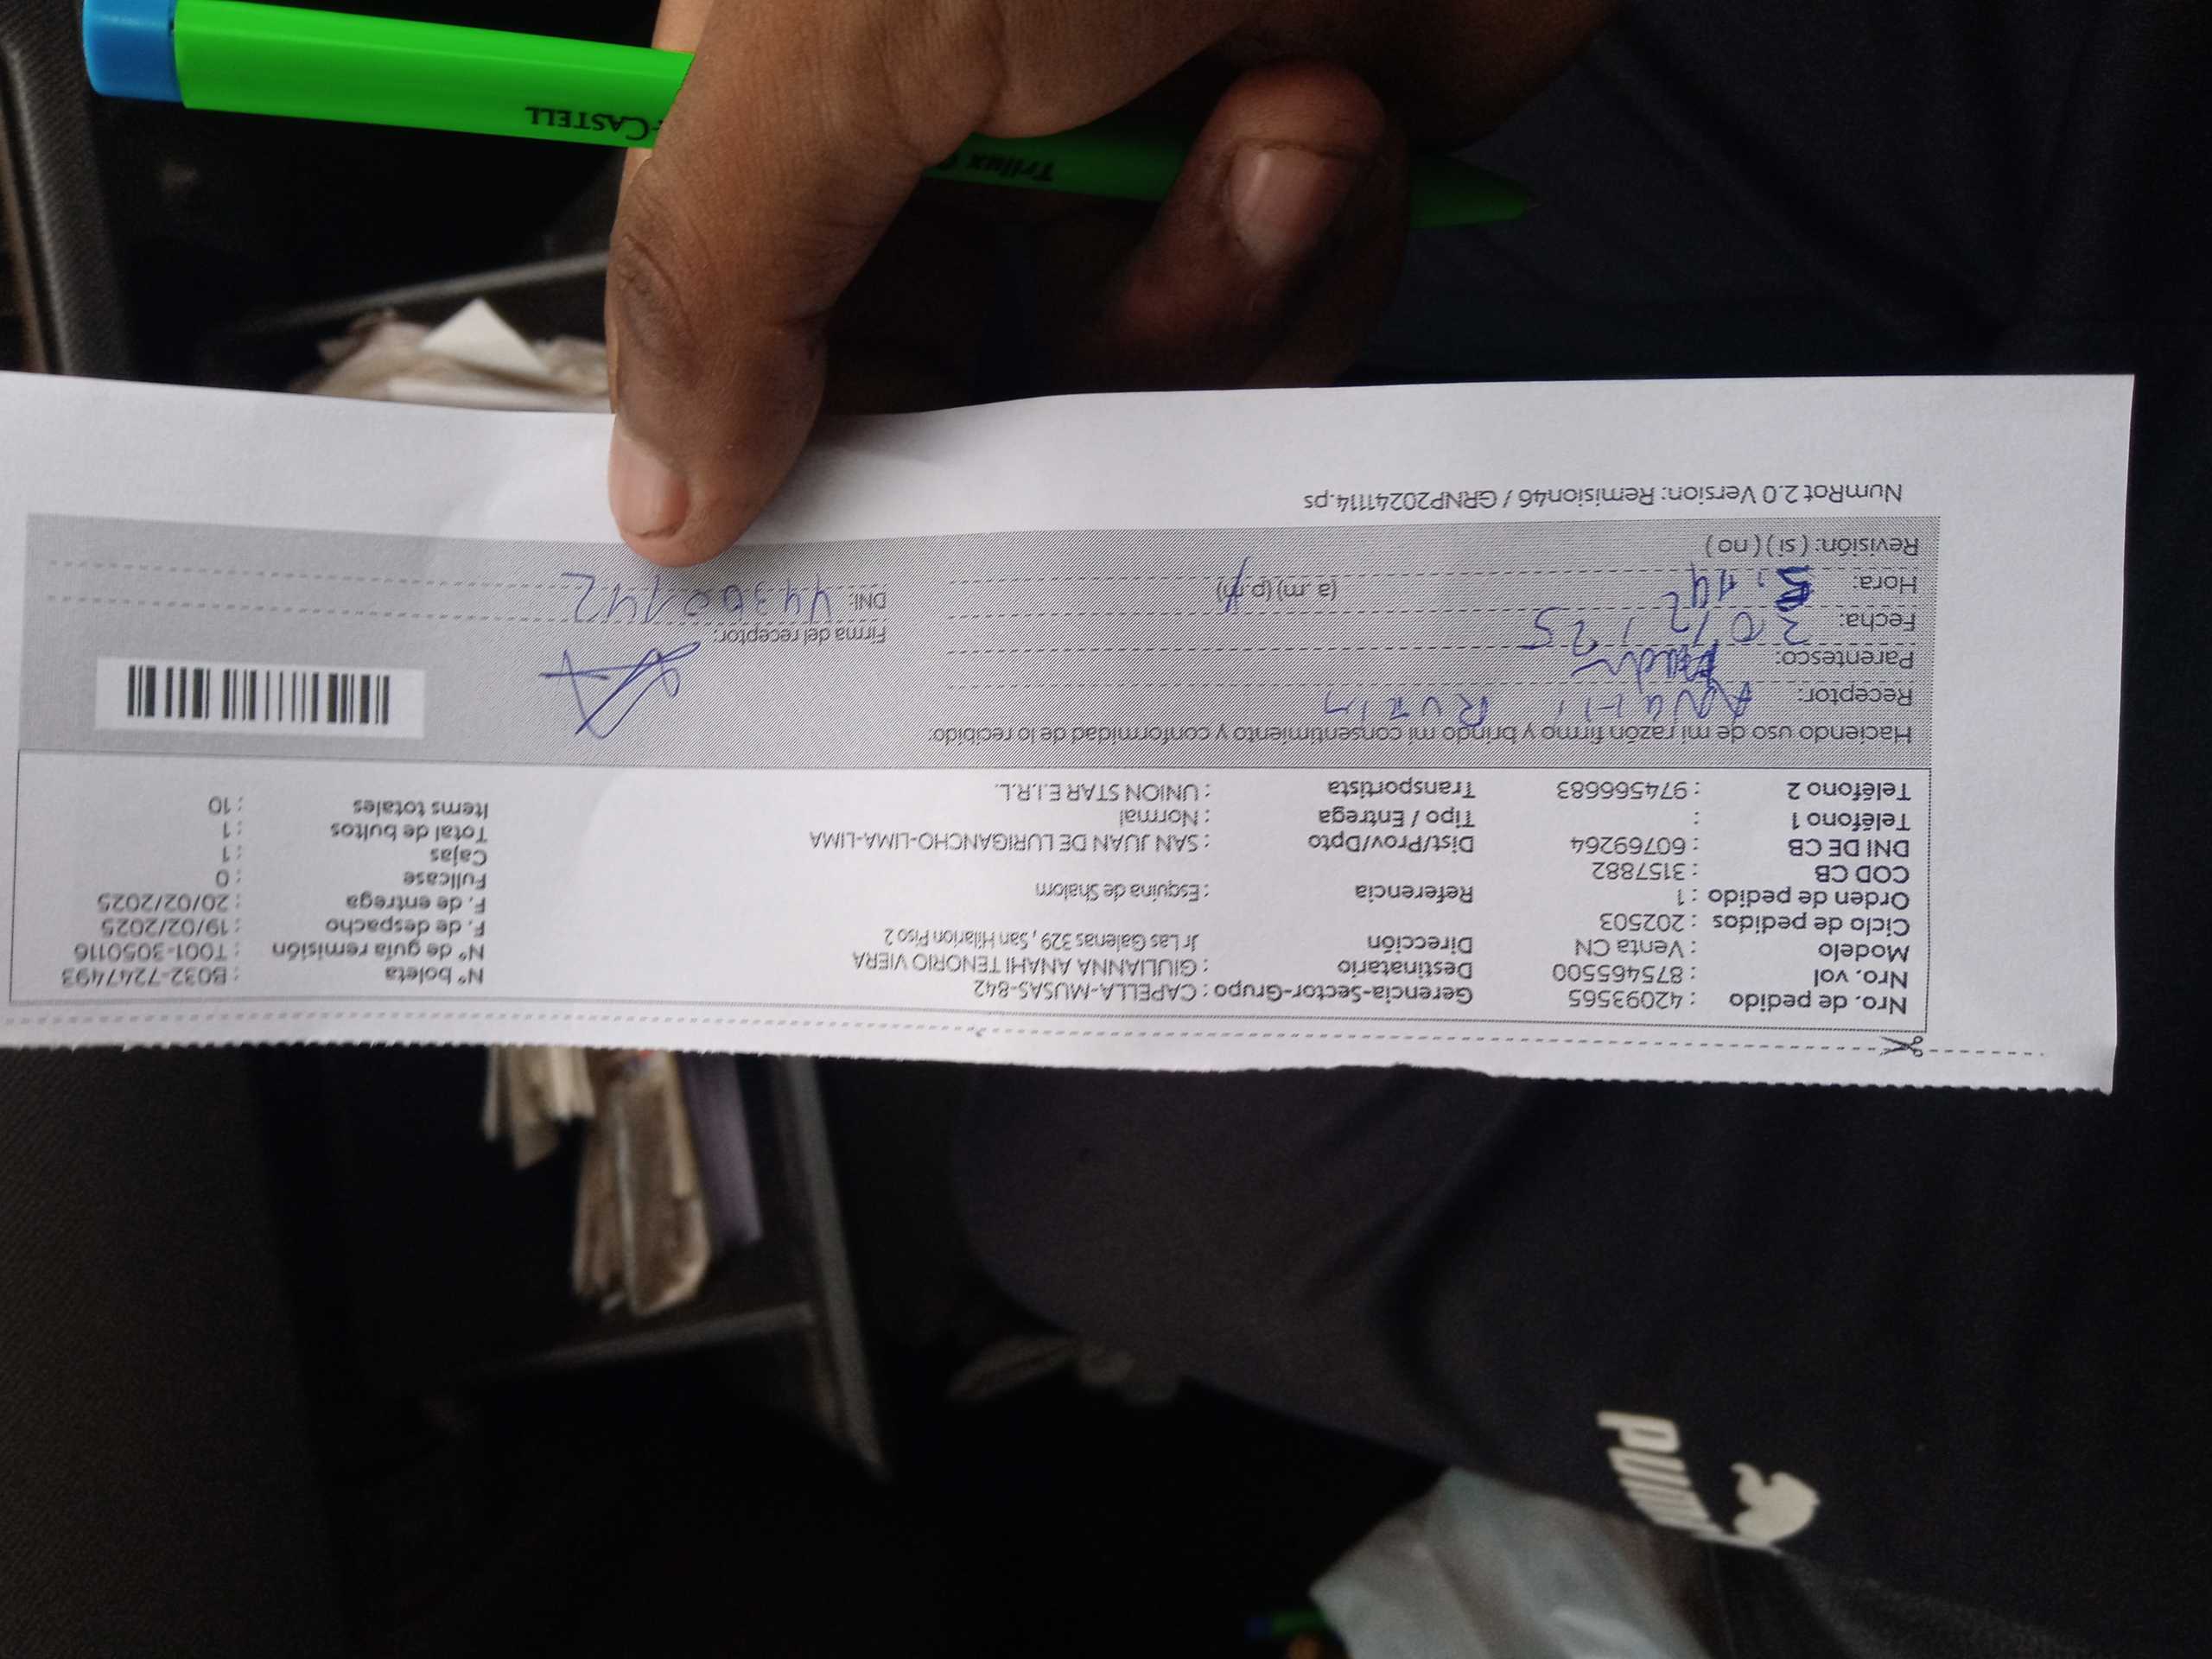 Nro. de pedido : 42093565 Gerencia-Sector-Grupo : CAPELLA-MUSAS-842 N° boleta : B032-7247493
Nro. vol : 875465500 Destinatario : GIULIANNA ANAHI TENORIO VIERA N° de guía remisión : T001-3050116
Modelo : Venta CN Dirección Jr Las Galenas 329 , San Hilarion Piso 2 F. de despacho : 19/02/2025
Ciclo de pedidos : 202503 F. de entrega : 20/02/2025
Orden de pedido : 1 Referencia : Esquina de Shalom Fullcase : 0
COD CB : 3157882 Cajas : 1
DNI DE CB : 60769264 Dist/Prov/Dpto : SAN JUAN DE LURIGANCHO-LIMA-LIMA Total de bultos : 1
Teléfono 1 : Tipo / Entrega : Normal Items totales : 10
Teléfono 2 : 974566683 Transportista : UNION STAR E.I.R.L.
Haciendo uso de mi razón firmo y brindo mi consentimiento y conformidad de lo recibido:
Receptor:
Parentesco: Firma del receptor:
Fecha: 20/2/25 DNI: 44360142
Hora: (a .m) (p.m)
Revisión: ( si ) ( no )
NumRot 2.0 Version: Remision46 / GRNP20241114.ps
-CASTELL
Trilux
PUMA